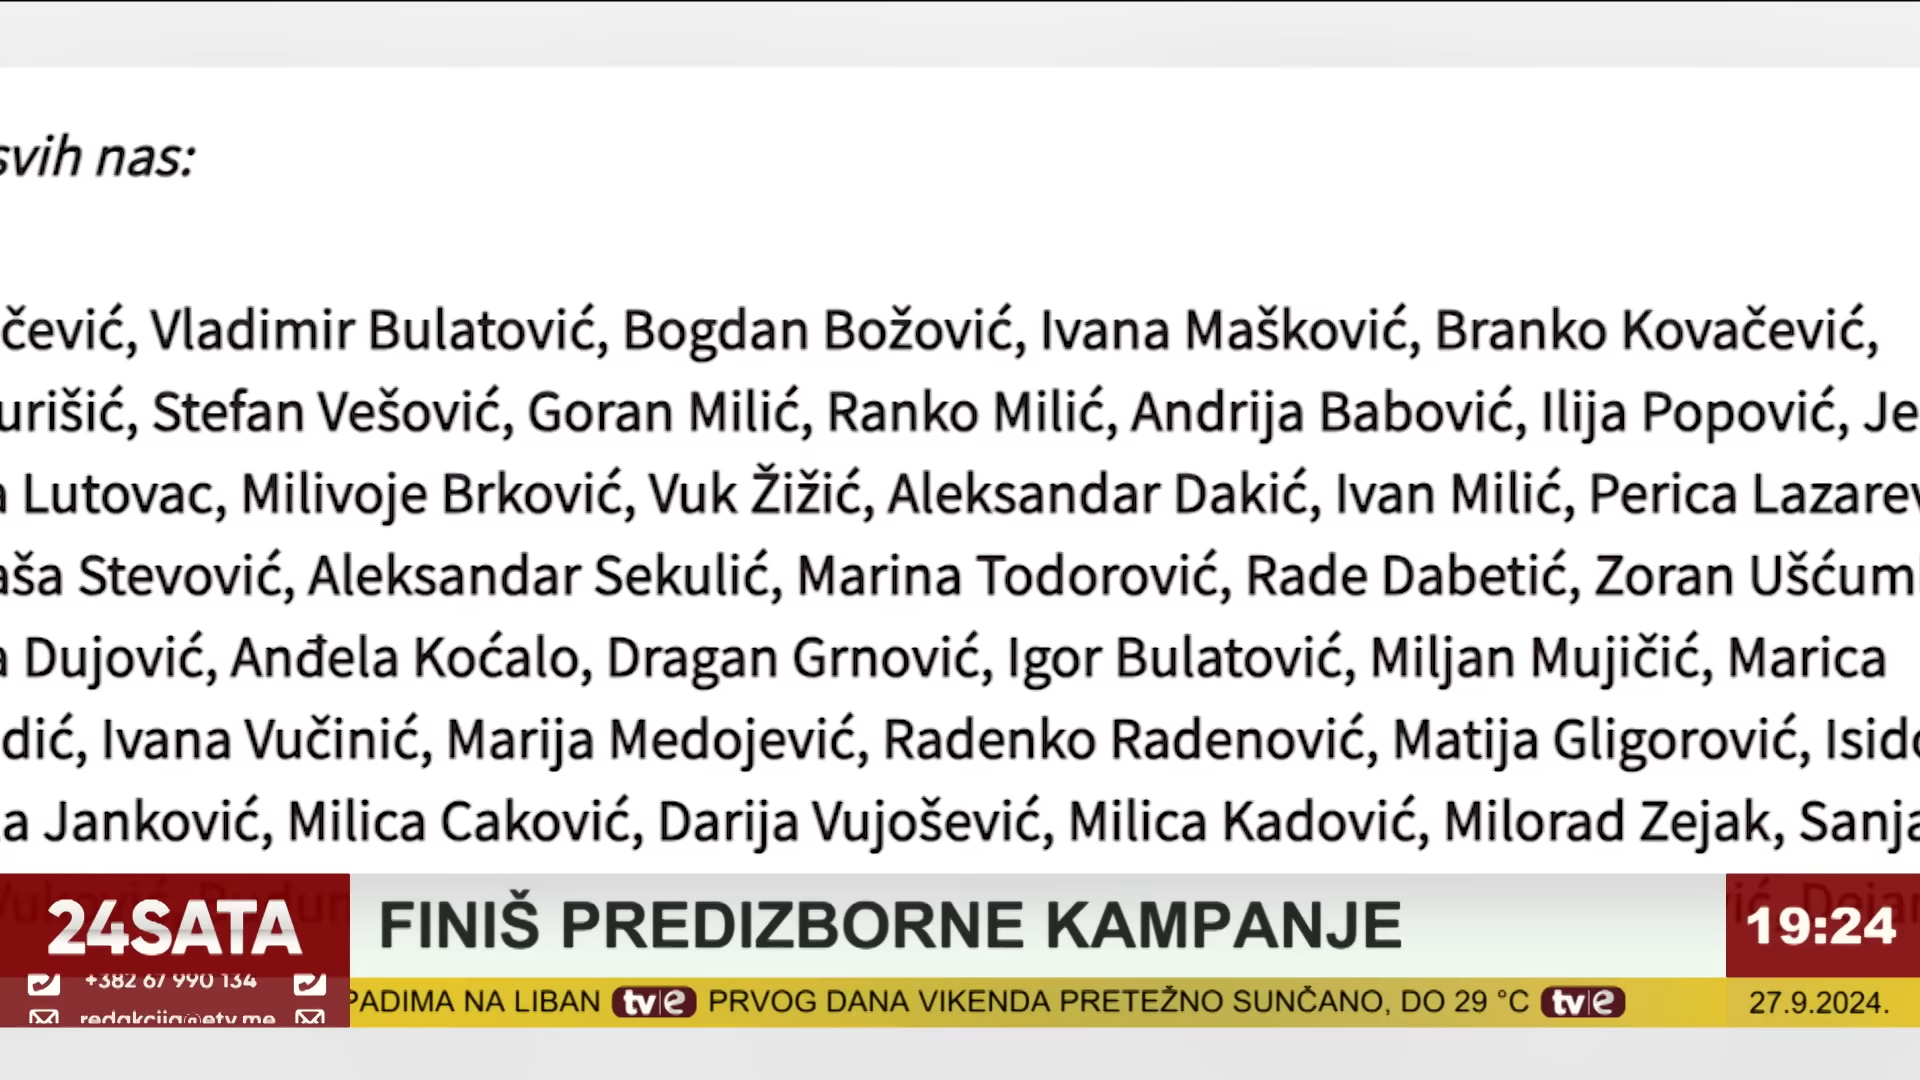 svih nas:
čević, Vladimir Bulatović, Bogdan Božović, Ivana Mašković, Branko Kovačević,
urišić, Stefan Vešović, Goran Milić, Ranko Milić, Andrija Babović, Ilija Popović, Je
a Lutovac, Milivoje Brković, Vuk Žižić, Aleksandar Dakić, Ivan Milić, Perica Lazarev
aša Stevović, Aleksandar Sekulić, Marina Todorović, Rade Dabetić, Zoran Ušćuml
a Dujović, Anđela Koćalo, Dragan Grnović, Igor Bulatović, Miljan Mujičić, Marica
dić, Ivana Vučinić, Marija Medojević, Radenko Radenović, Matija Gligorović, Isido
la Janković, Milica Caković, Darija Vujošević, Milica Kadović, Milorad Zejak, Sanja
24SATA
FINIŠ PREDIZBORNE KAMPANJE
19:24
+382 67 990 134
redakcija@etv.me
PADIMA NA LIBAN tve PRVOG DANA VIKENDA PRETEŽNO SUNČANO, DO 29 °C tve
27.9.2024.